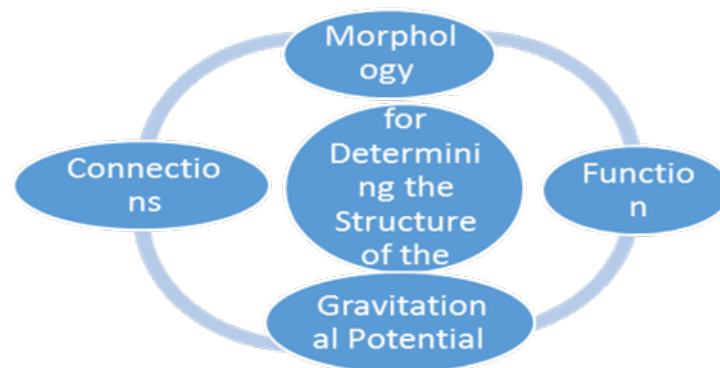 Morphol
ogy
for
Determini
ng the
Structure
of the
Connectio
ns
Functio
n
Gravitation
al Potential